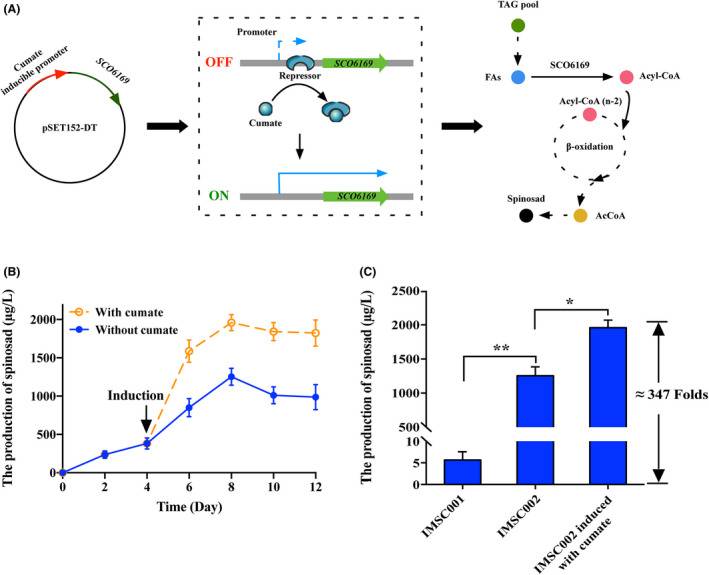 (A)
Cumate
inducible promoter
SCO6169
pSET152-DT
Promoter
OFF
SCO6169
Repressor
Cumate
ON
SCO6169
TAG pool
FAs
SCO6169
Acyl-CoA
Acyl-CoA (n-2)
β-oxidation
Spinosad
AcCoA
(B)
The production of spinosad (μg/L)
2000
1500
1000
500
0
With cumate
Without cumate
Induction
0 2 4 6 8 10 12
Time (Day)
(C)
The production of spinosad (μg/L)
2500
2000
1500
1000
500
10
5
0
**
*
≈ 347 Folds
IMSC001
IMSC002
IMSC002 induced
with cumate